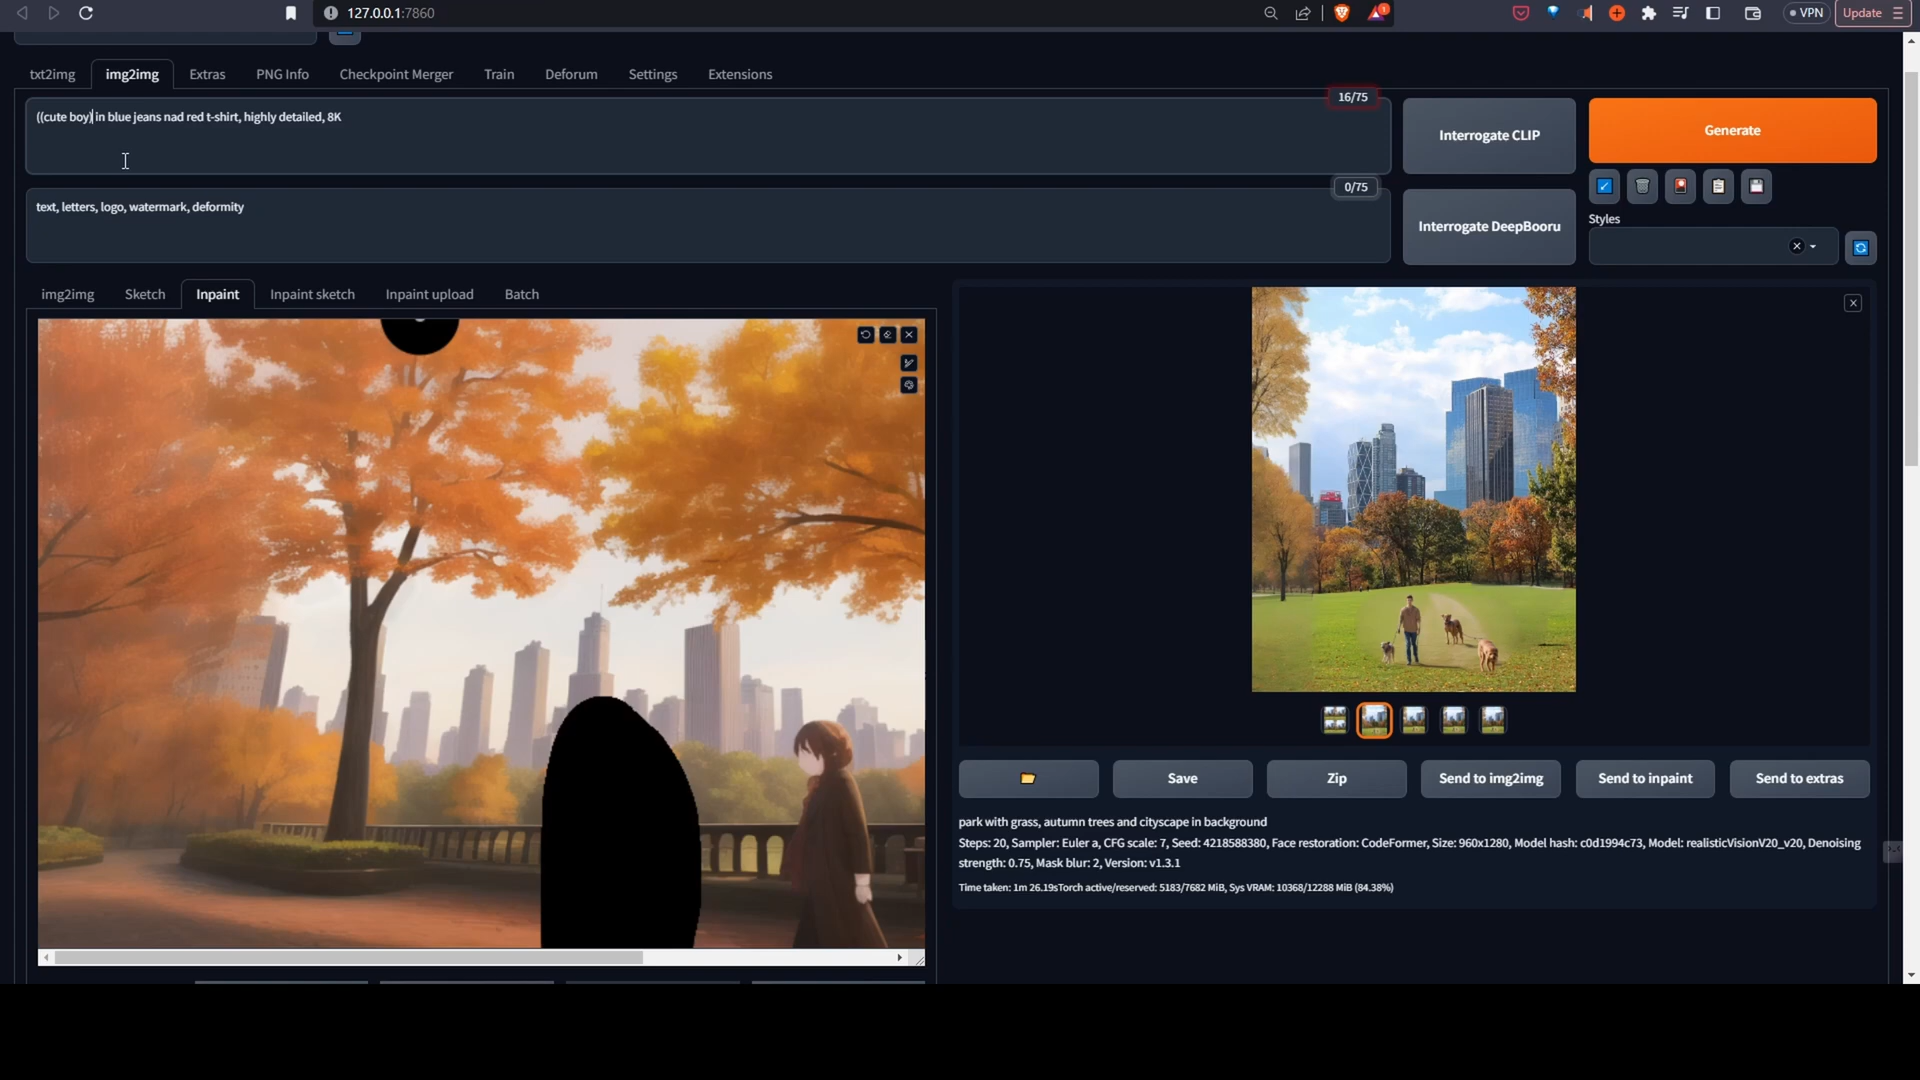 127.0.0.1:7860
VPN
Update
txt2img
img2img
Extras
PNG Info
Checkpoint Merger
Train
Deforum
Settings
Extensions
16/75
((cute boy) in blue jeans nad red t-shirt, highly detailed, 8K
Interrogate CLIP
Generate
0/75
text, letters, logo, watermark, deformity
Interrogate DeepBooru
Styles
img2img
Sketch
Inpaint
Inpaint sketch
Inpaint upload
Batch
Save
Zip
Send to img2img
Send to inpaint
Send to extras
park with grass, autumn trees and cityscape in background
Steps: 20, Sampler: Euler a, CFG scale: 7, Seed: 4218588380, Face restoration: CodeFormer, Size: 960x1280, Model hash: c0d1994c73, Model: realisticVisionV20_v20, Denoising
strength: 0.75, Mask blur: 2, Version: v1.3.1
Time taken: 1m 26.19sTorch active/reserved: 5183/7682 MiB, Sys VRAM: 10368/12288 MiB (84.38%)